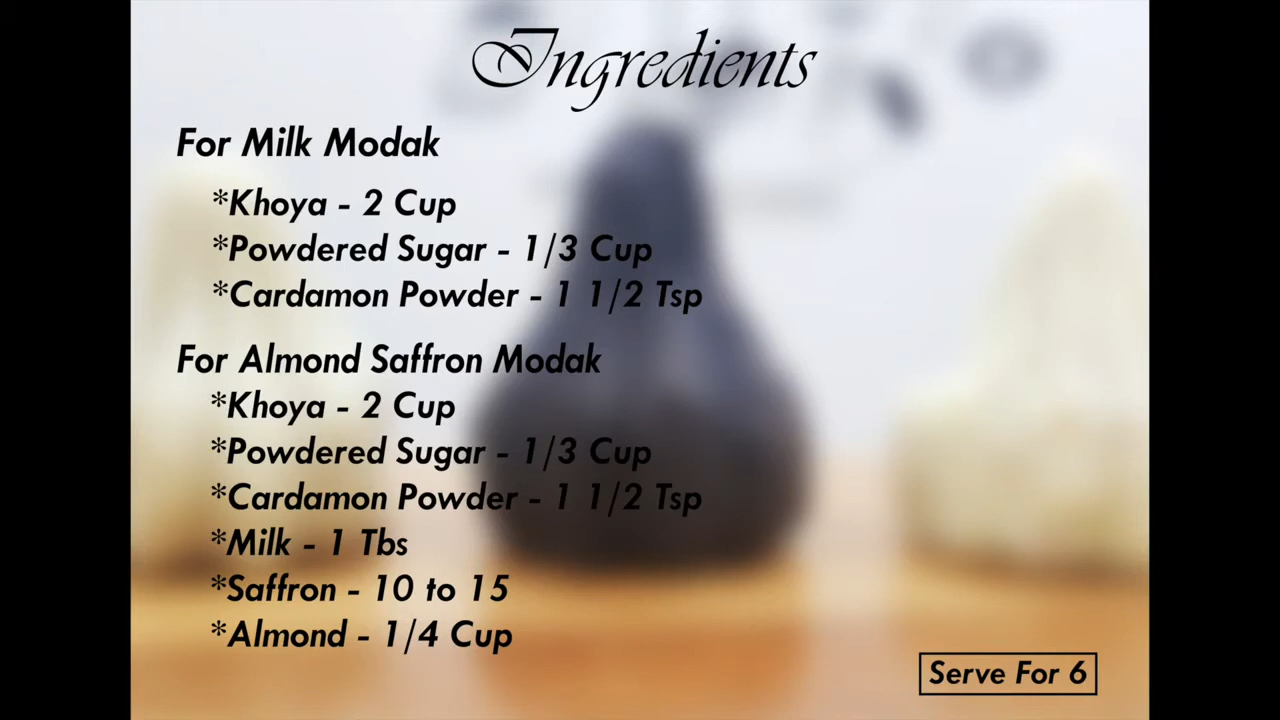 Ingredients
For Milk Modak
*Khoya - 2 Cup
*Powdered Sugar - 1/3 Cup
*Cardamon Powder - 1 1/2 Tsp
For Almond Saffron Modak
*Khoya - 2 Cup
*Powdered Sugar - 1/3 Cup
*Cardamon Powder - 1 1/2 Tsp
*Milk - 1 Tbs
*Saffron - 10 to 15
*Almond - 1/4 Cup
Serve For 6